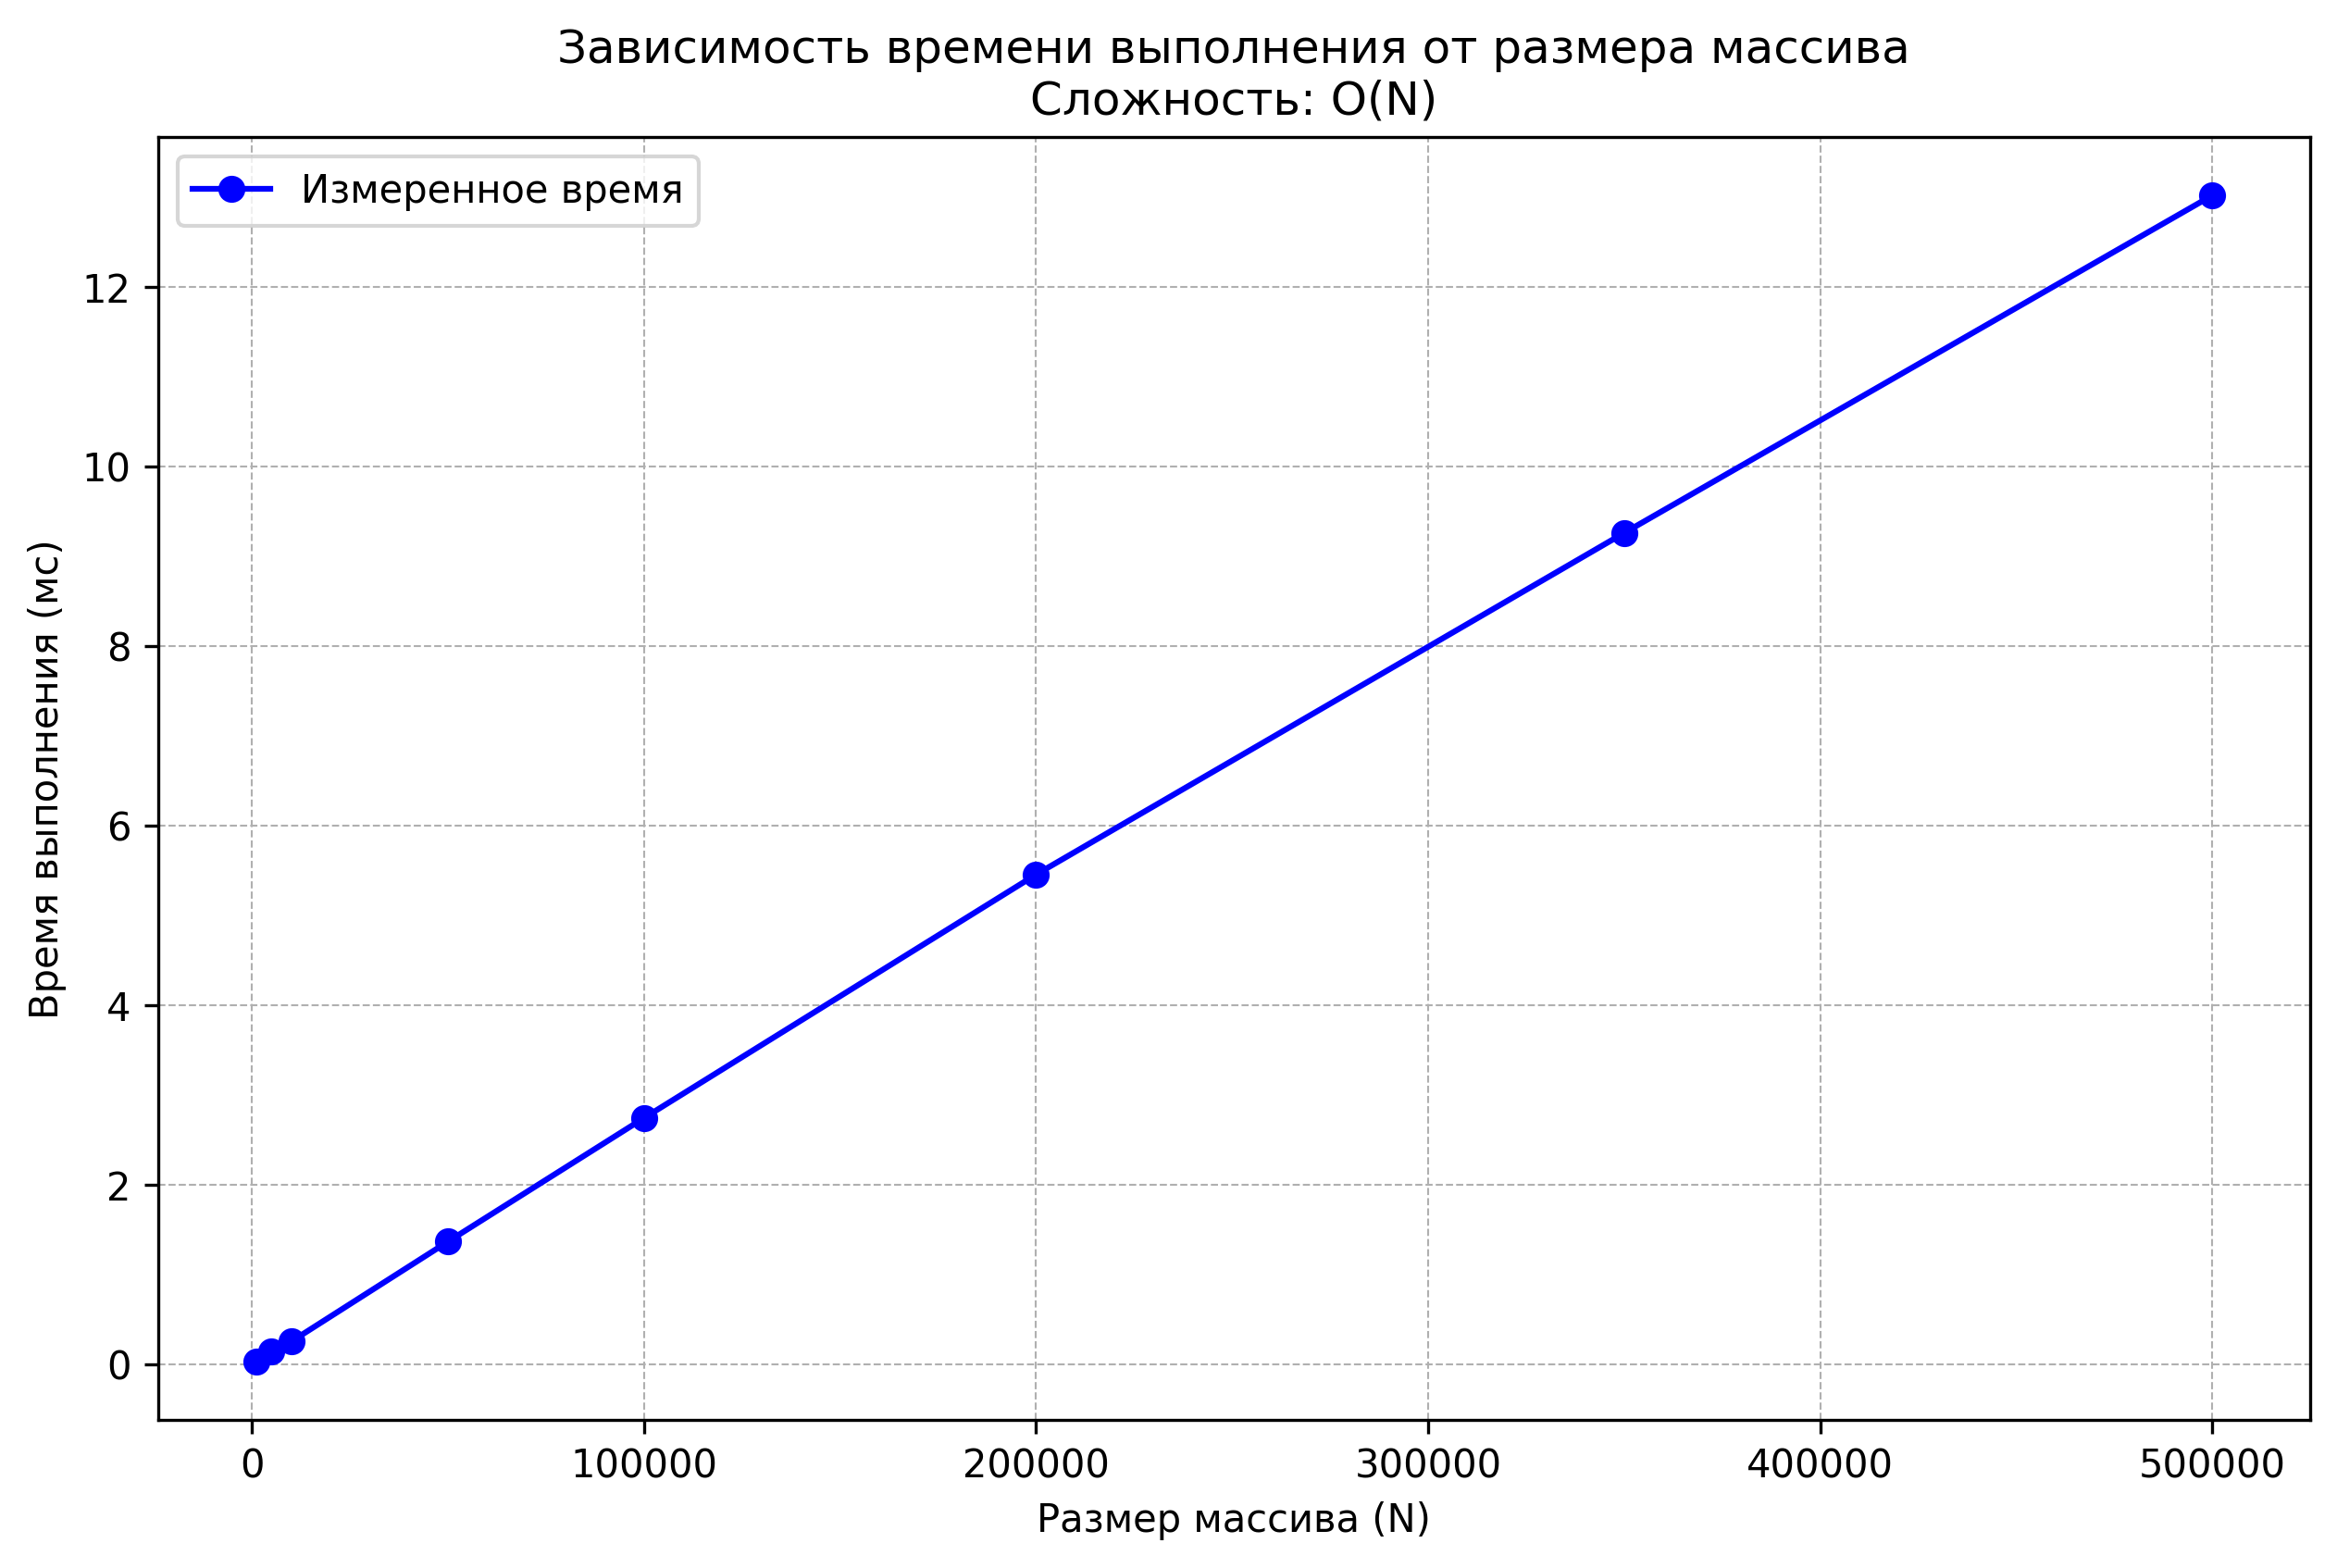 Зависимость времени выполнения от размера массива
Сложность: O(N)
Измеренное время
Время выполнения (мс)
12
10
8
6
4
2
0
0 100000 200000 300000 400000 500000
Размер массива (N)